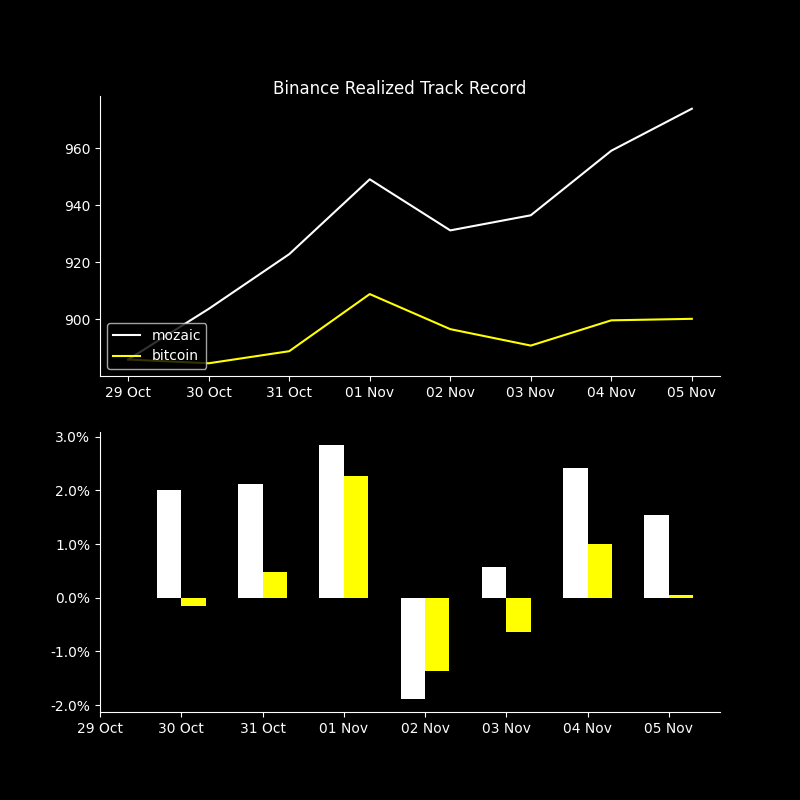 Binance Realized Track Record
960
940
920
900
mozaic
bitcoin
29 Oct 30 Oct 31 Oct 01 Nov 02 Nov 03 Nov 04 Nov 05 Nov
3.0%
2.0%
1.0%
0.0%
-1.0%
-2.0%
29 Oct 30 Oct 31 Oct 01 Nov 02 Nov 03 Nov 04 Nov 05 Nov